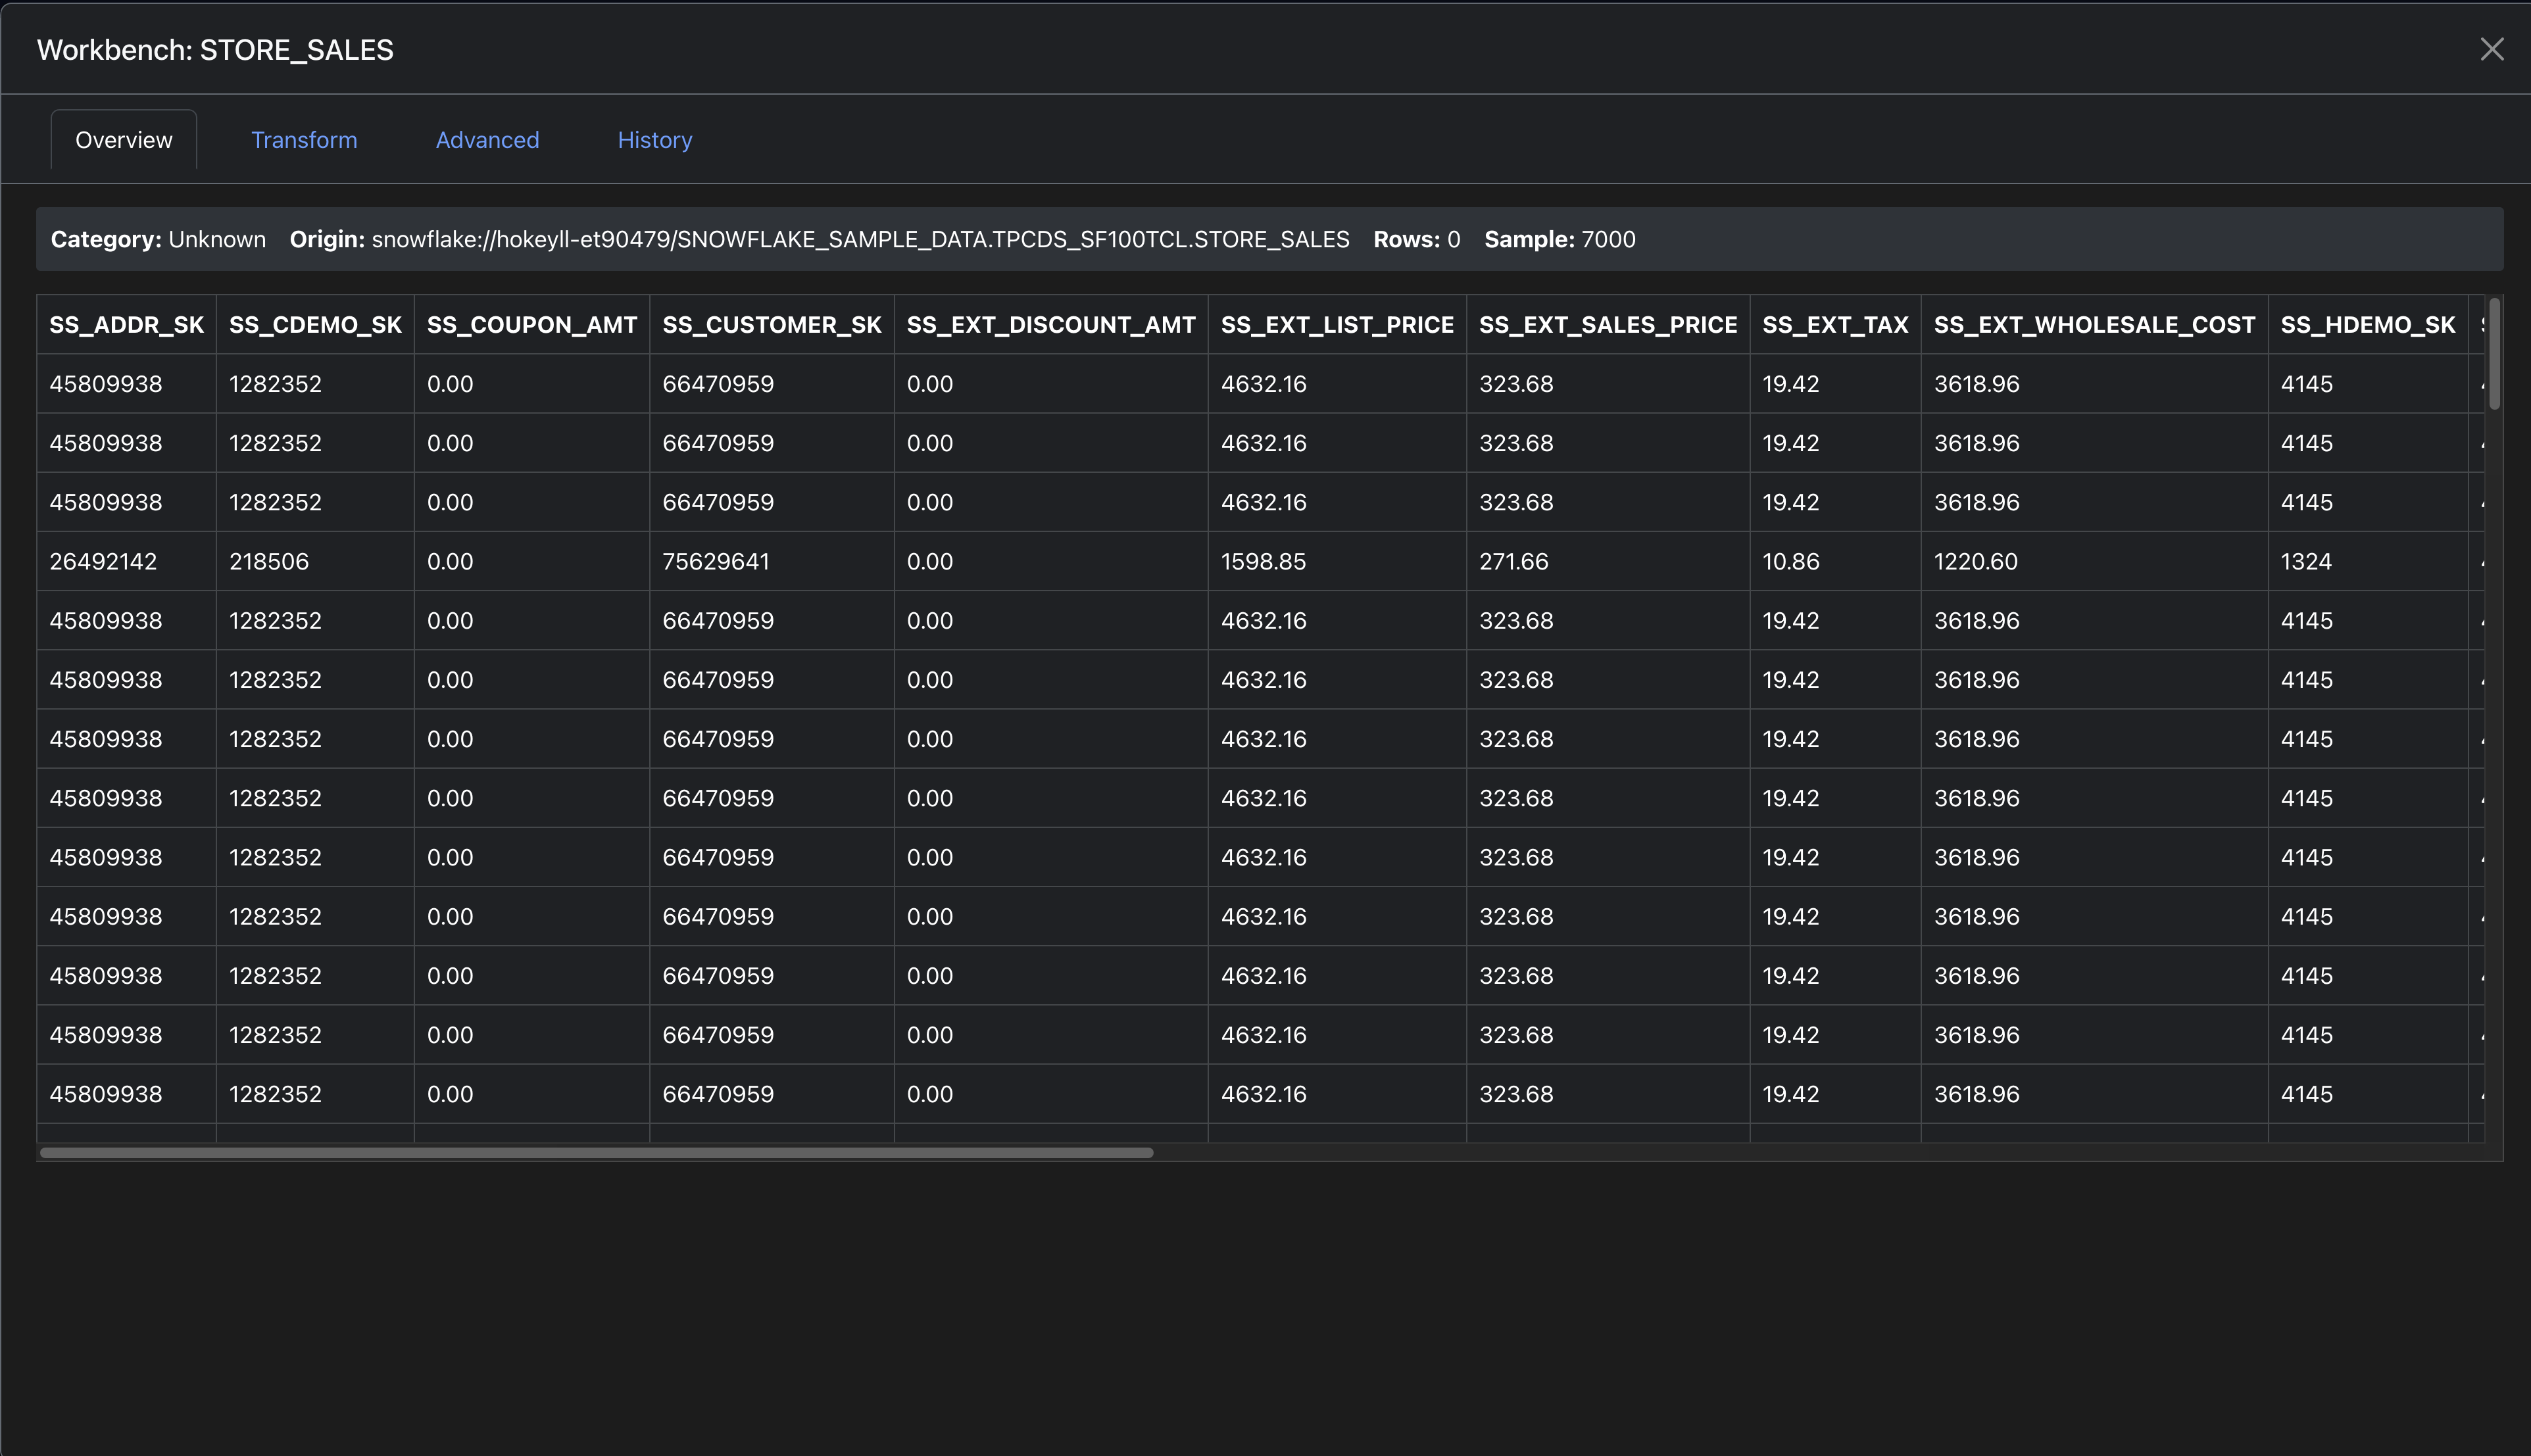 Workbench: STORE_SALES
Overview Transform Advanced History
Category: Unknown Origin: snowflake://hokeyll-et90479/SNOWFLAKE_SAMPLE_DATA.TPCDS_SF100TCL.STORE_SALES Rows: 0 Sample: 7000
SS_ADDR_SK SS_CDEMO_SK SS_COUPON_AMT SS_CUSTOMER_SK SS_EXT_DISCOUNT_AMT SS_EXT_LIST_PRICE SS_EXT_SALES_PRICE SS_EXT_TAX SS_EXT_WHOLESALE_COST SS_HDEMO_SK
45809938 1282352 0.00 66470959 0.00 4632.16 323.68 19.42 3618.96 4145
45809938 1282352 0.00 66470959 0.00 4632.16 323.68 19.42 3618.96 4145
45809938 1282352 0.00 66470959 0.00 4632.16 323.68 19.42 3618.96 4145
26492142 218506 0.00 75629641 0.00 1598.85 271.66 10.86 1220.60 1324
45809938 1282352 0.00 66470959 0.00 4632.16 323.68 19.42 3618.96 4145
45809938 1282352 0.00 66470959 0.00 4632.16 323.68 19.42 3618.96 4145
45809938 1282352 0.00 66470959 0.00 4632.16 323.68 19.42 3618.96 4145
45809938 1282352 0.00 66470959 0.00 4632.16 323.68 19.42 3618.96 4145
45809938 1282352 0.00 66470959 0.00 4632.16 323.68 19.42 3618.96 4145
45809938 1282352 0.00 66470959 0.00 4632.16 323.68 19.42 3618.96 4145
45809938 1282352 0.00 66470959 0.00 4632.16 323.68 19.42 3618.96 4145
45809938 1282352 0.00 66470959 0.00 4632.16 323.68 19.42 3618.96 4145
45809938 1282352 0.00 66470959 0.00 4632.16 323.68 19.42 3618.96 4145